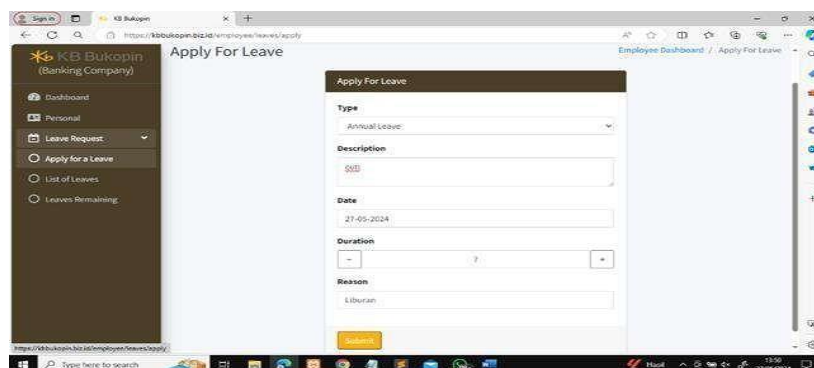 Sign in
KB Bukopin
https://kbbukopin.biz.id/employee/leaves/apply
KB Bukopin
(Banking Company)
Apply For Leave
Employee Dashboard / Apply For Leave
Dashboard
Personal
Leave Request
Apply for a Leave
List of Leaves
Leaves Remaining
Apply For Leave
Type
Annual Leave
Description
Date
27-05-2024
Duration
-
+
Reason
Liburan
Submit
https://kbbukopin.biz.id/employee/leaves/apply
Type here to search
Hasil
13:50